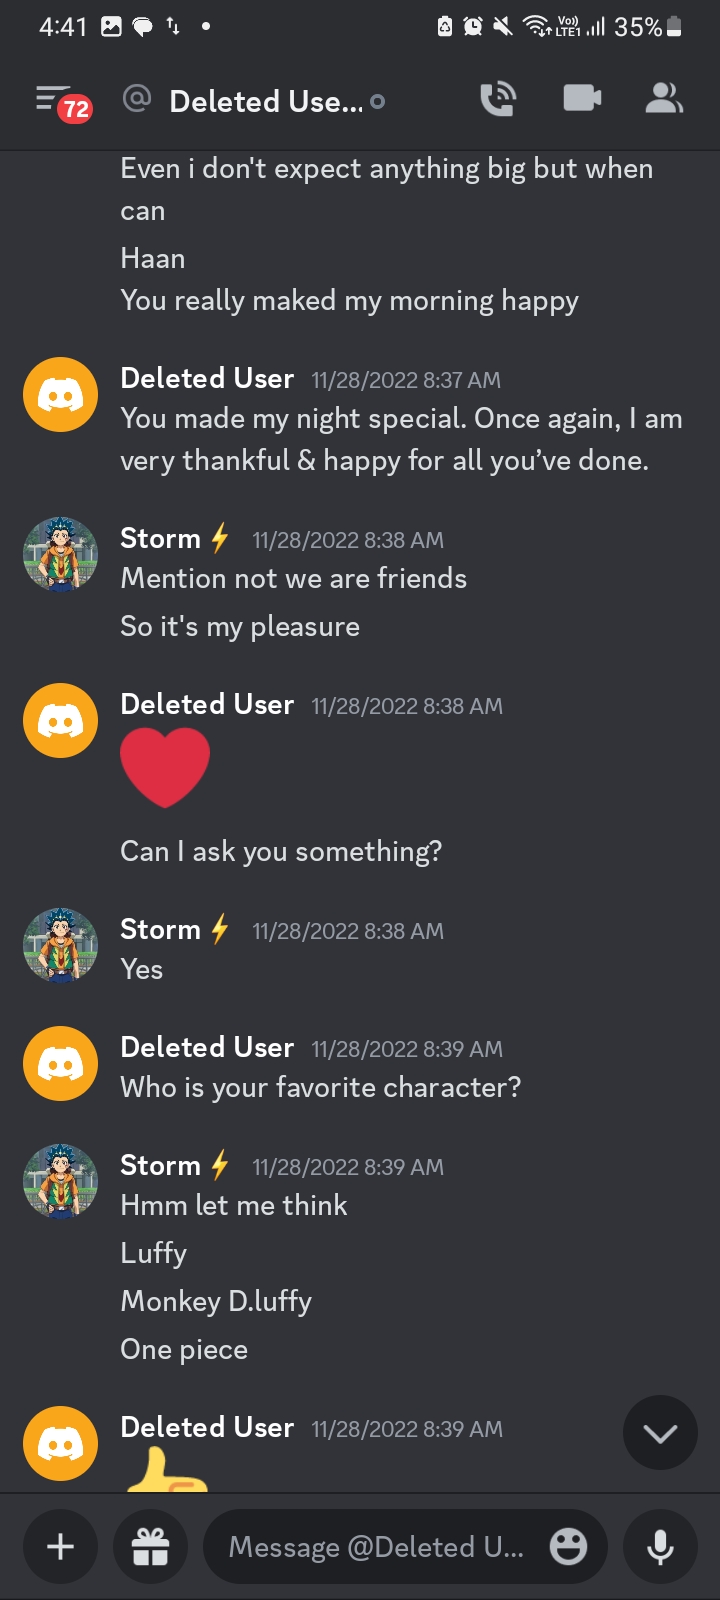 4:41
Vo)) LTE1 35%
72 @ Deleted Use...
Even i don't expect anything big but when
can
Haan
You really maked my morning happy
Deleted User 11/28/2022 8:37 AM
You made my night special. Once again, I am
very thankful & happy for all you’ve done.
Storm⚡ 11/28/2022 8:38 AM
Mention not we are friends
So it's my pleasure
Deleted User 11/28/2022 8:38 AM
Can I ask you something?
Storm⚡ 11/28/2022 8:38 AM
Yes
Deleted User 11/28/2022 8:39 AM
Who is your favorite character?
Storm⚡ 11/28/2022 8:39 AM
Hmm let me think
Luffy
Monkey D.luffy
One piece
Deleted User 11/28/2022 8:39 AM
Message @Deleted U...